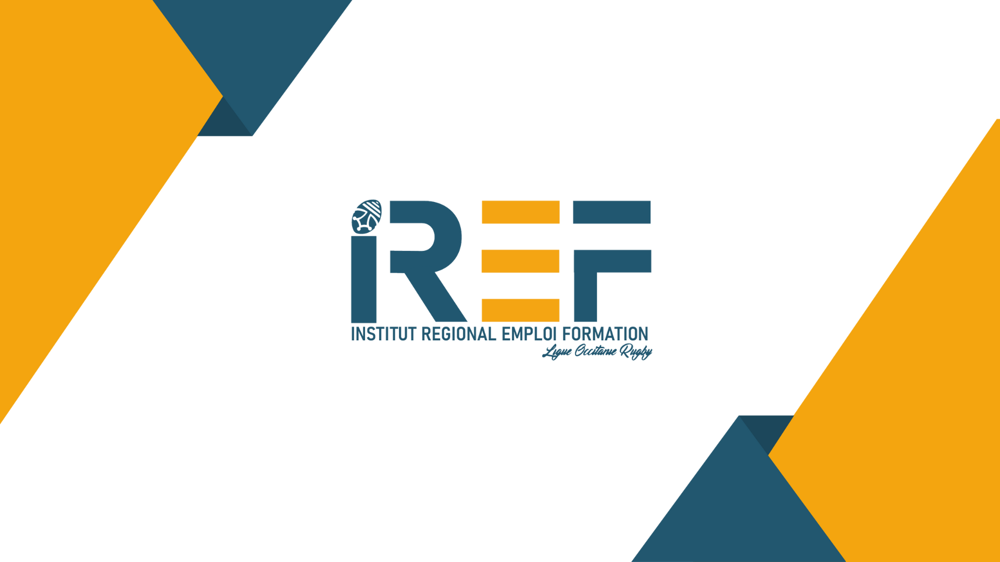 iREF
INSTITUT REGIONAL EMPLOI FORMATION
Ligue Occitanie Rugby